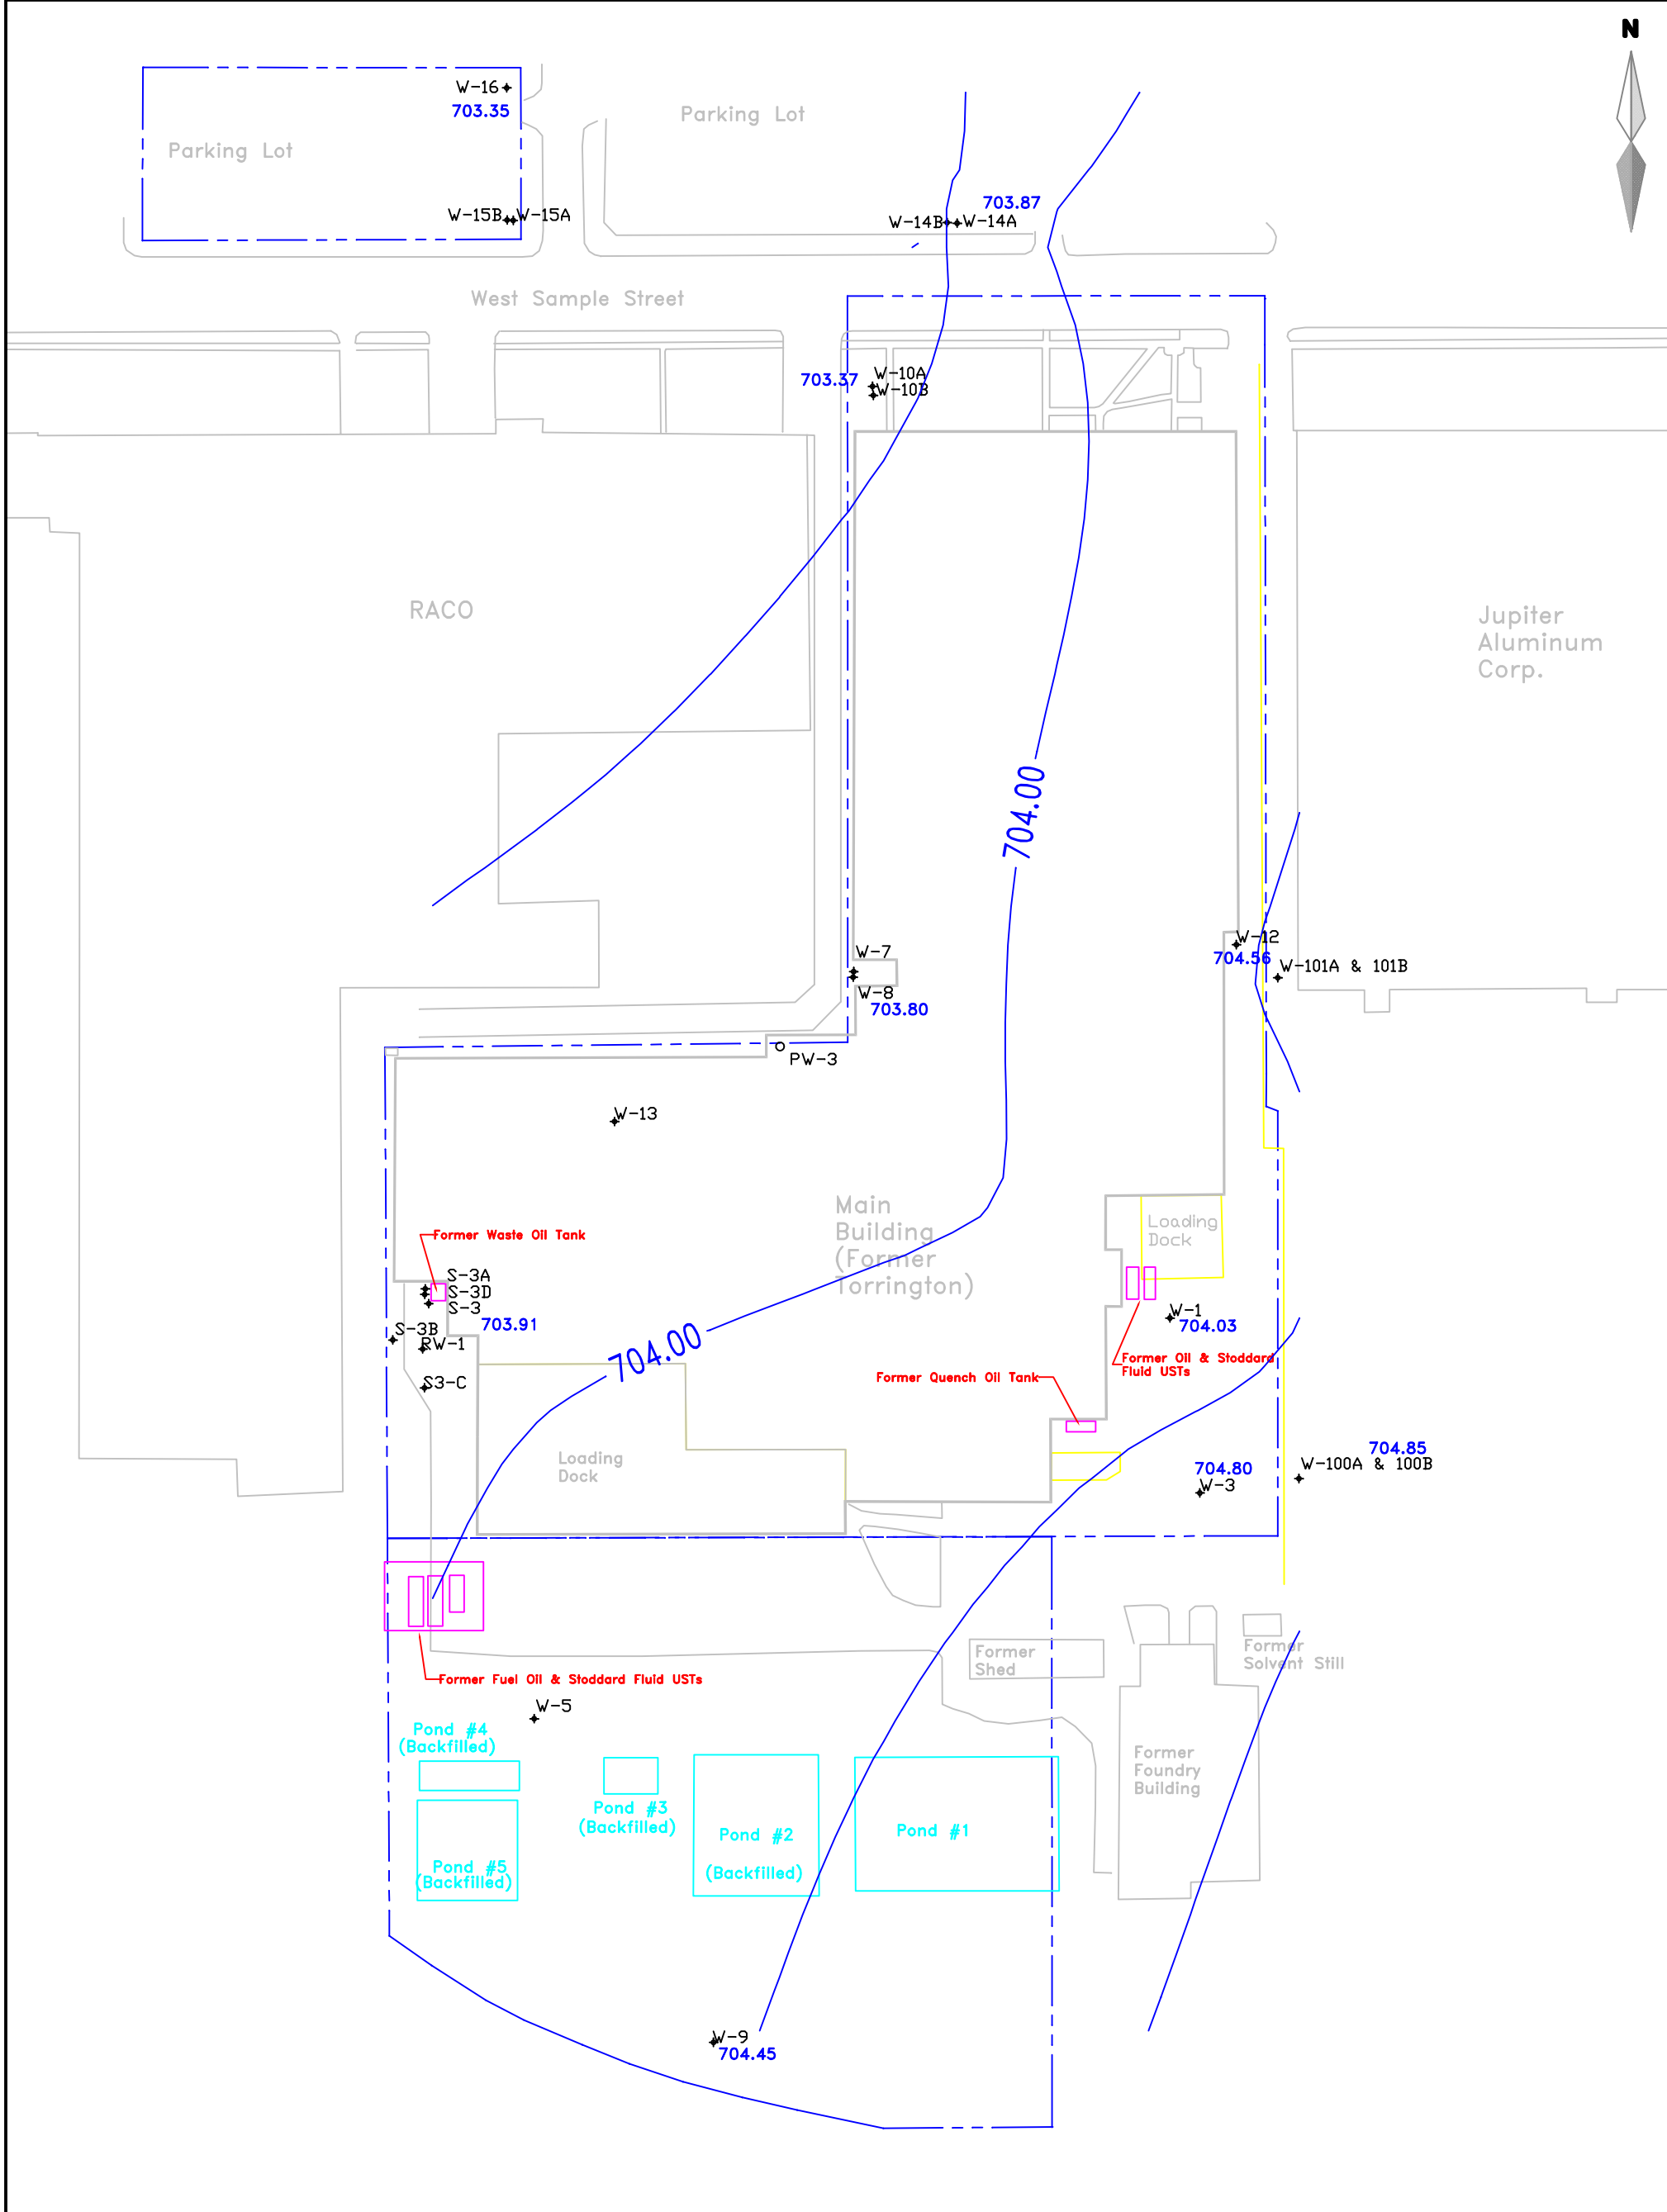 N
W-16
703.35
Parking Lot
Parking Lot
W-15B
W-15A
703.87
W-14B
W-14A
West Sample Street
703.37
W-10A
W-10B
RACO
Jupiter
Aluminum
Corp.
704.00
W-12
704.56
W-101A & 101B
W-7
W-8
703.80
PW-3
W-13
Main
Building
(Former
Torrington)
Loading
Dock
Former Waste Oil Tank
S-3A
S-3D
S-3
703.91
S-3B
RW-1
S3-C
704.00
W-1
704.03
Former Oil & Stoddard
Fluid USTs
Former Quench Oil Tank
Loading
Dock
704.85
W-100A & 100B
704.80
W-3
Former
Shed
Former
Solvent Still
Former Fuel Oil & Stoddard Fluid USTs
W-5
Pond #4
(Backfilled)
Former
Foundry
Building
Pond #3
(Backfilled)
Pond #2
(Backfilled)
Pond #1
Pond #5
(Backfilled)
W-9
704.45